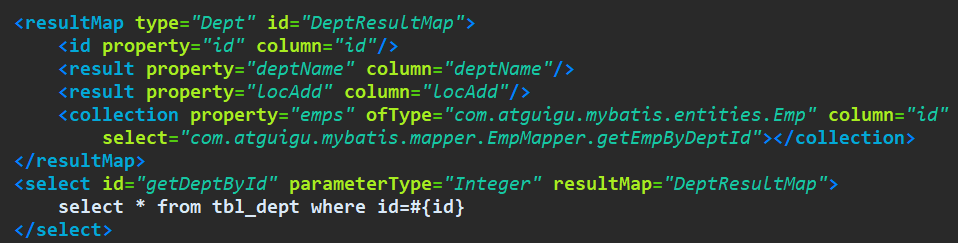 <resultMap type="Dept" id="DeptResultMap">
    <id property="id" column="id"/>
    <result property="deptName" column="deptName"/>
    <result property="locAdd" column="locAdd"/>
    <collection property="emps" ofType="com.atguigu.mybatis.entities.Emp" column="id"
        select="com.atguigu.mybatis.mapper.EmpMapper.getEmpByDeptId"></collection>
</resultMap>
<select id="getDeptById" parameterType="Integer" resultMap="DeptResultMap">
    select * from tbl_dept where id=#{id}
</select>